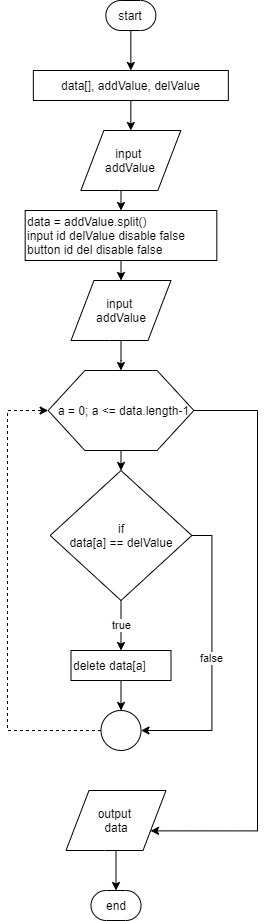 start
data[], addValue, delValue
input
addValue
data = addValue.split()
input id delValue disable false
button id del disable false
input
addValue
a = 0; a <= data.length-1
if
data[a] == delValue
true
delete data[a]
false
output
data
end